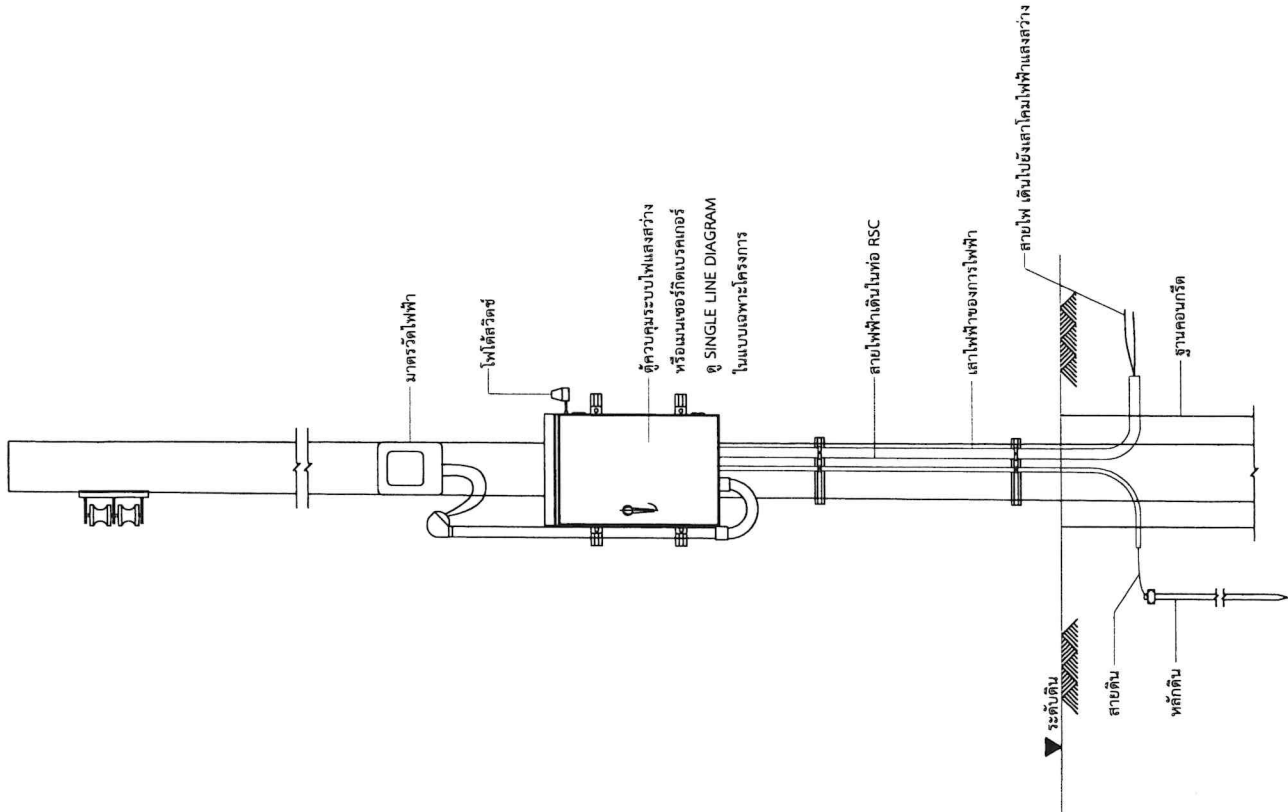 มาตรวัดไฟฟ้า
โฟโต้สวิตช์
ตู้ควบคุมระบบไฟแสงสว่าง
หรือเมนเซอร์กิตเบรคเกอร์
ดู SINGLE LINE DIAGRAM
ในแบบเฉพาะโครงการ
สายไฟฟ้าเดินในท่อ RSC
เสาไฟฟ้าของการไฟฟ้า
สายไฟ เดินไปยังเสาโคมไฟฟ้าแสงสว่าง
ระดับดิน
สายดิน
หลักดิน
ฐานคอนกรีต